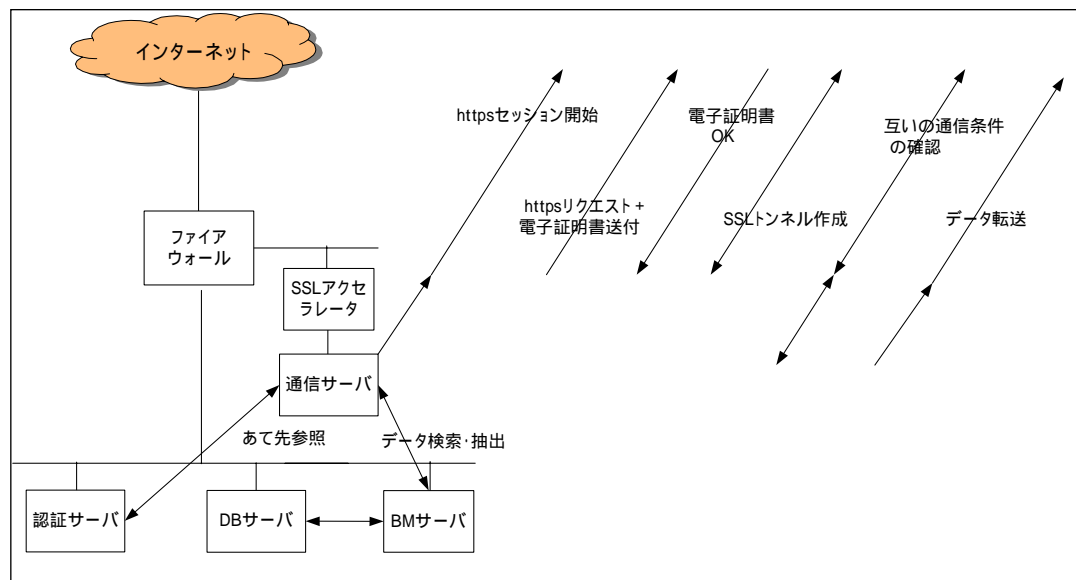 インターネット
httpsセッション開始
電子証明書
OK
互いの通信条件
の確認
httpsリクエスト+
電子証明書送付
SSLトンネル作成
データ転送
ファイア
ウォール
SSLアクセ
ラレータ
通信サーバ
あて先参照
データ検索・抽出
認証サーバ
DBサーバ
BMサーバ